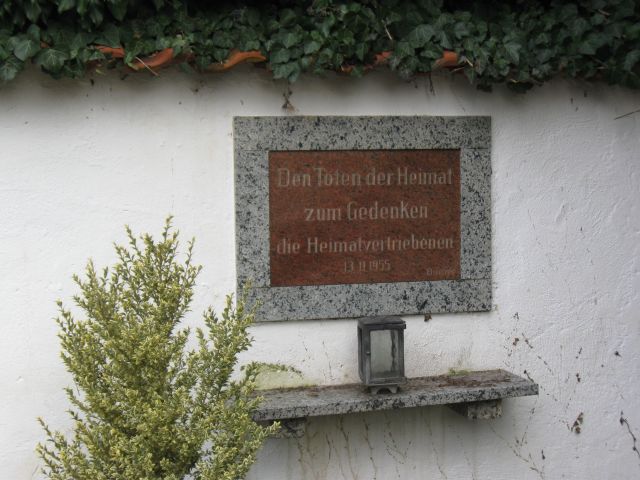 Den Toten der Heimat
zum Gedenken
die Heimatvertriebenen
13.11.1955